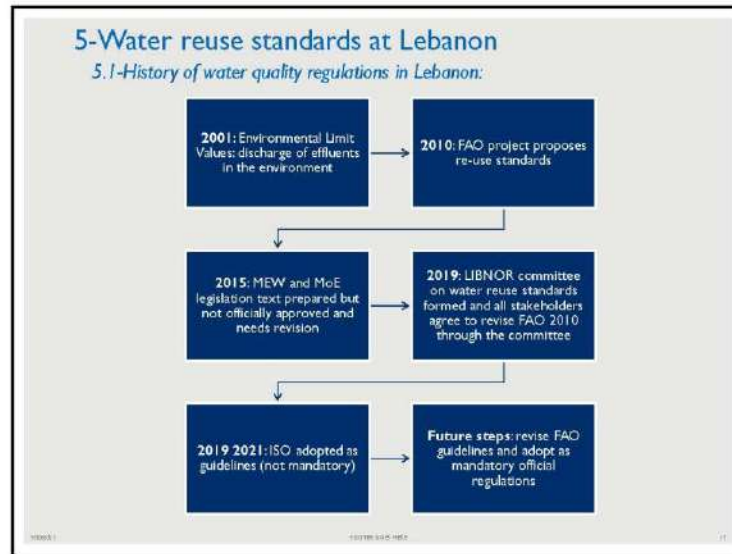 5-Water reuse standards at Lebanon
5.1-History of water quality regulations in Lebanon:
2001: Environmental Limit
Values: discharge of effluents
in the environment
2010: FAO project proposes
re-use standards
2015: MEW and MoE
legislation text prepared but
not officially approved and
needs revision
2019: LIBNOR committee
on water reuse standards
formed and all stakeholders
agree to revise FAO 2010
through the committee
2019 2021: ISO adopted as
guidelines (not mandatory)
Future steps: revise FAO
guidelines and adopt as
mandatory official
regulations